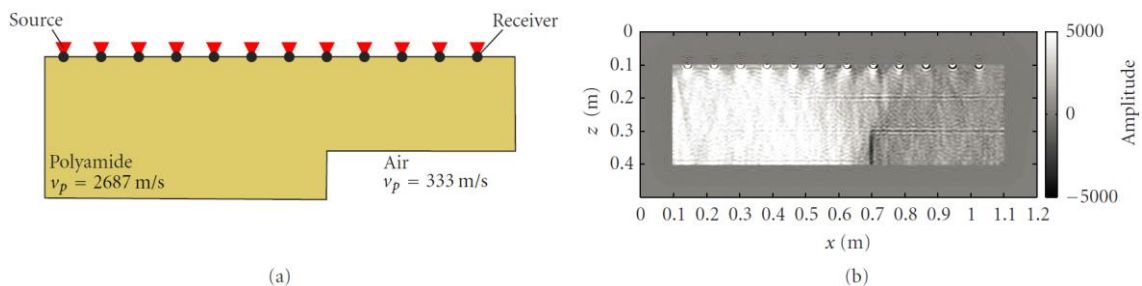 Source
Receiver
Polyamide
v_p = 2687 m/s
Air
v_p = 333 m/s
(a)
0
0.1
0.2
0.3
0.4
z (m)
0 0.1 0.2 0.3 0.4 0.5 0.6 0.7 0.8 0.9 1 1.1 1.2
x (m)
5000
0
−5000
Amplitude
(b)